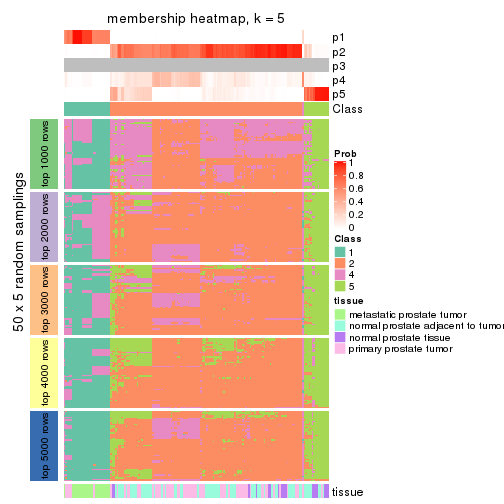 membership heatmap, k = 5
p1
p2
p3
p4
p5
Class
50 x 5 random samplings
top 1000 rows
top 2000 rows
top 3000 rows
top 4000 rows
top 5000 rows
Prob
1
0.8
0.6
0.4
0.2
0
Class
1
2
4
5
tissue
metastatic prostate tumor
normal prostate adjacent to tumor
normal prostate tissue
primary prostate tumor
tissue